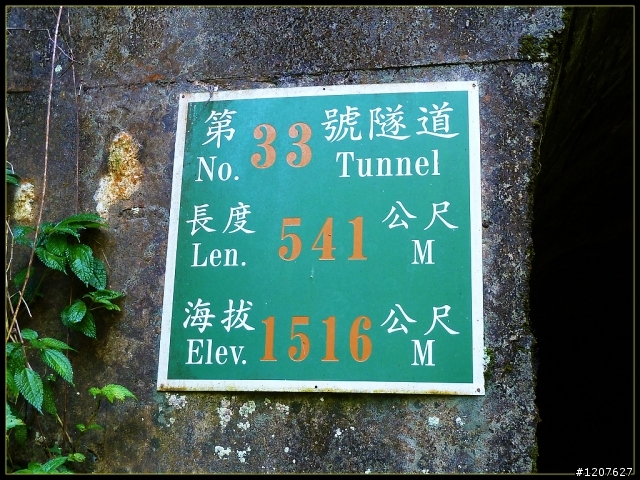 第 33 號隧道
No. Tunnel
長度 541 公尺
Len. M
海拔 1516 公尺
Elev. M
#1207627